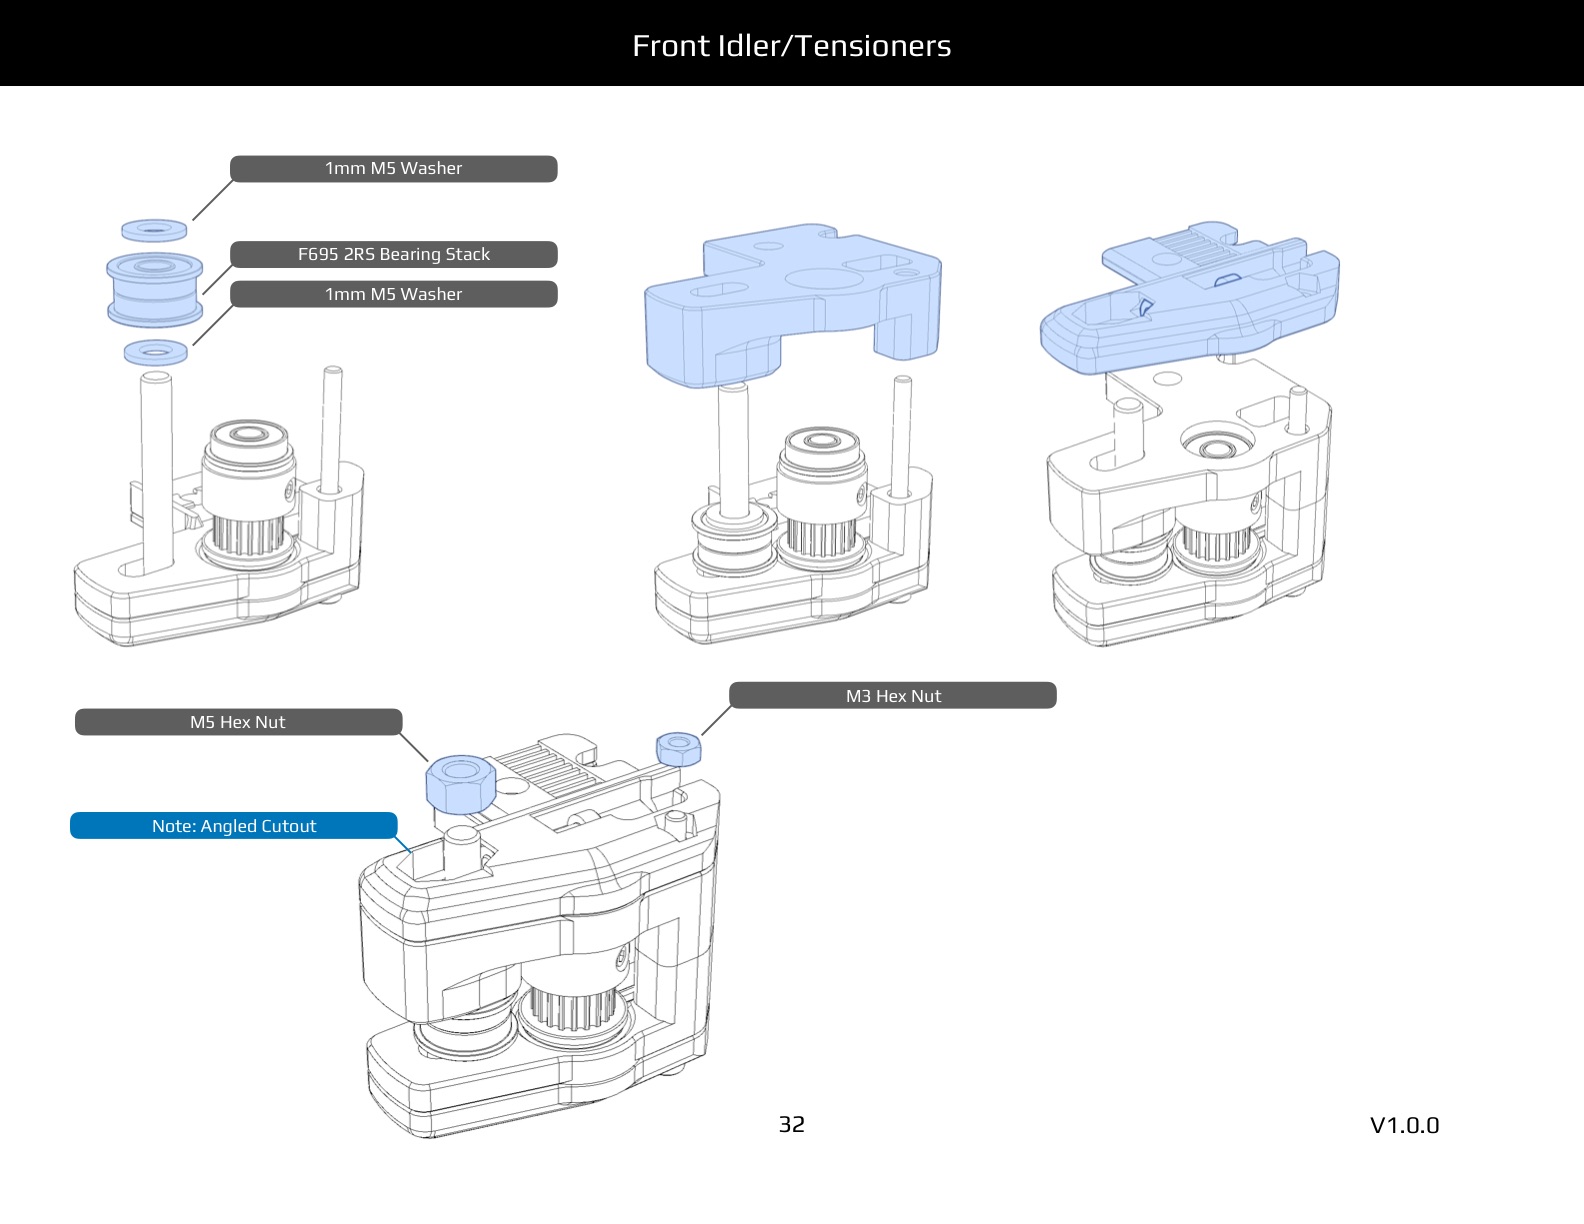 Front Idler/Tensioners
1mm M5 Washer
F695 2RS Bearing Stack
1mm M5 Washer
M3 Hex Nut
M5 Hex Nut
Note: Angled Cutout
32
V1.0.0